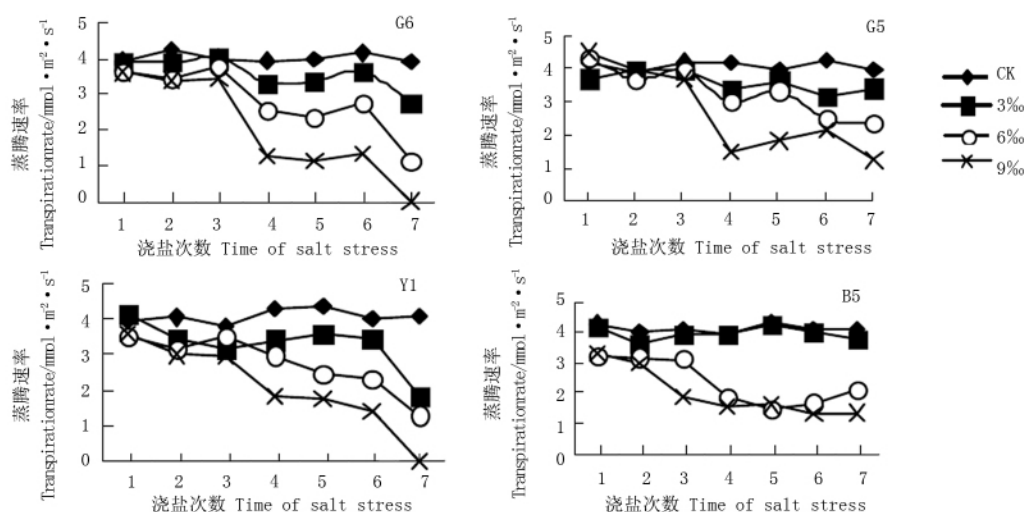 G6
5
4
3
2
1
0
蒸腾速率
Transpirationrate/mmol·m²·s⁻¹
1 2 3 4 5 6 7
浇盐次数 Time of salt stress
G5
5
4
3
2
1
0
蒸腾速率
Transpirationrate/mmol·m²·s⁻¹
1 2 3 4 5 6 7
浇盐次数 Time of salt stress
CK
3‰
6‰
9‰
Y1
5
4
3
2
1
0
蒸腾速率
Transpirationrate/mmol·m²·s⁻¹
1 2 3 4 5 6 7
浇盐次数 Time of salt stress
B5
5
4
3
2
1
0
蒸腾速率
Transpirationrate/mmol·m²·s⁻¹
1 2 3 4 5 6 7
浇盐次数 Time of salt stress